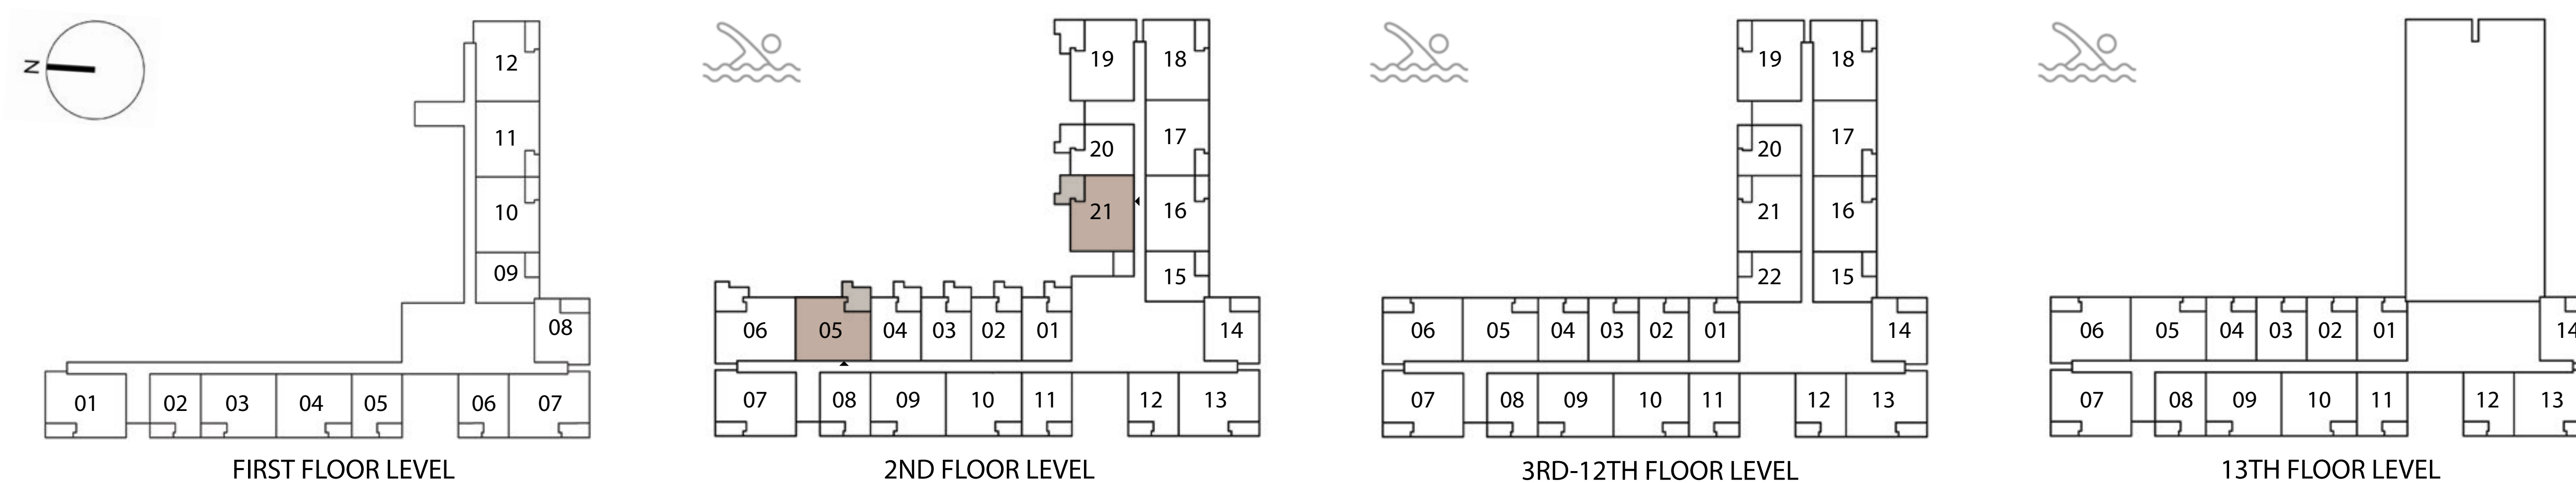 N
12
11
10
09
08
01 02 03 04 05 06 07
FIRST FLOOR LEVEL
19 18
17
20
21 16
15
06 05 04 03 02 01 14
07 08 09 10 11 12 13
2ND FLOOR LEVEL
19 18
17
20
21 16
22 15
06 05 04 03 02 01 14
07 08 09 10 11 12 13
3RD-12TH FLOOR LEVEL
06 05 04 03 02 01 14
07 08 09 10 11 12 13
13TH FLOOR LEVEL